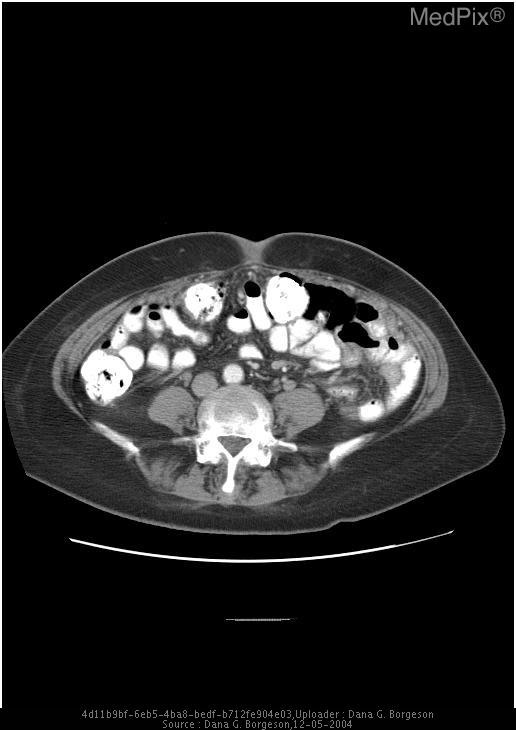 MedPix®
4d11b9bf-6eb5-4ba8-bedf-b712fe904e03,Uploader : Dana G. Borgeson
Source : Dana G. Borgeson,12-05-2004